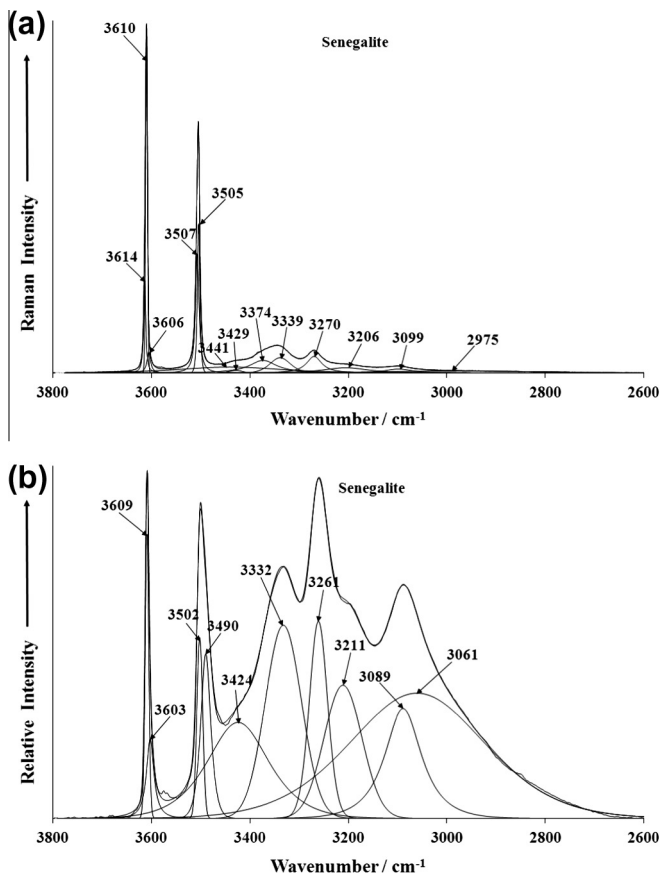 (a)
3610
Senegalite
3505
3507
3614
3606
3441
3429
3374
3339
3270
3206
3099
2975
Raman Intensity
3800 3600 3400 3200 3000 2800 2600
Wavenumber / cm-1
(b)
Senegalite
3609
3603
3502
3490
3424
3332
3261
3211
3089
3061
Relative Intensity
3800 3600 3400 3200 3000 2800 2600
Wavenumber / cm-1